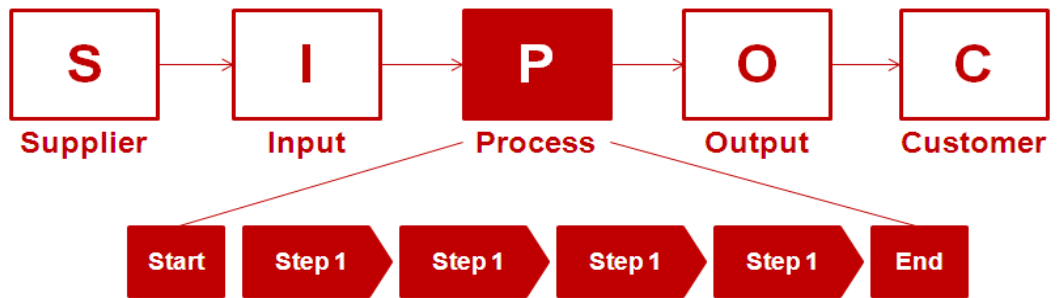 S I P O C
Supplier Input Process Output Customer
Start Step 1 Step 1 Step 1 Step 1 End